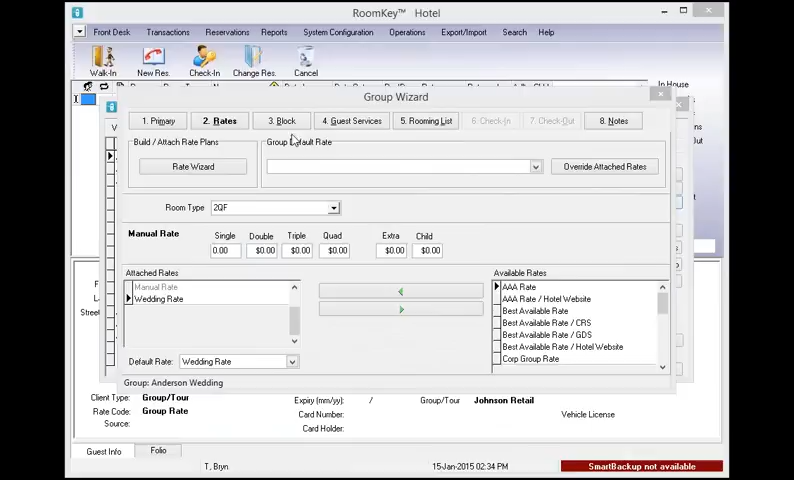 RoomKey™ Hotel
Front Desk Transactions Reservations Reports System Configuration Operations Export/Import Search Help
Walk-In New Res. Check-In Change Res. Cancel
In House
Group Wizard
1. Primary 2. Rates 3. Block 4. Guest Services 5. Rooming List 6. Check-In 7. Check-Out 8. Notes
Build / Attach Rate Plans
Group Default Rate
Rate Wizard
Override Attached Rates
Room Type 2QF
Manual Rate
Single Double Triple Quad Extra Child
0.00 $0.00 $0.00 $0.00 $0.00 $0.00
Attached Rates
Manual Rate
Wedding Rate
Default Rate: Wedding Rate
Available Rates
AAA Rate
AAA Rate / Hotel Website
Best Available Rate
Best Available Rate / CRS
Best Available Rate / GDS
Best Available Rate / Hotel Website
Corp Group Rate
Group: Anderson Wedding
Street
Client Type: Group/Tour
Rate Code: Group Rate
Source:
Expiry (mm/yy): /
Card Number:
Card Holder:
Group/Tour Johnson Retail
Vehicle License
Guest Info Folio
T, Bryn
15-Jan-2015 02:34 PM
SmartBackup not available